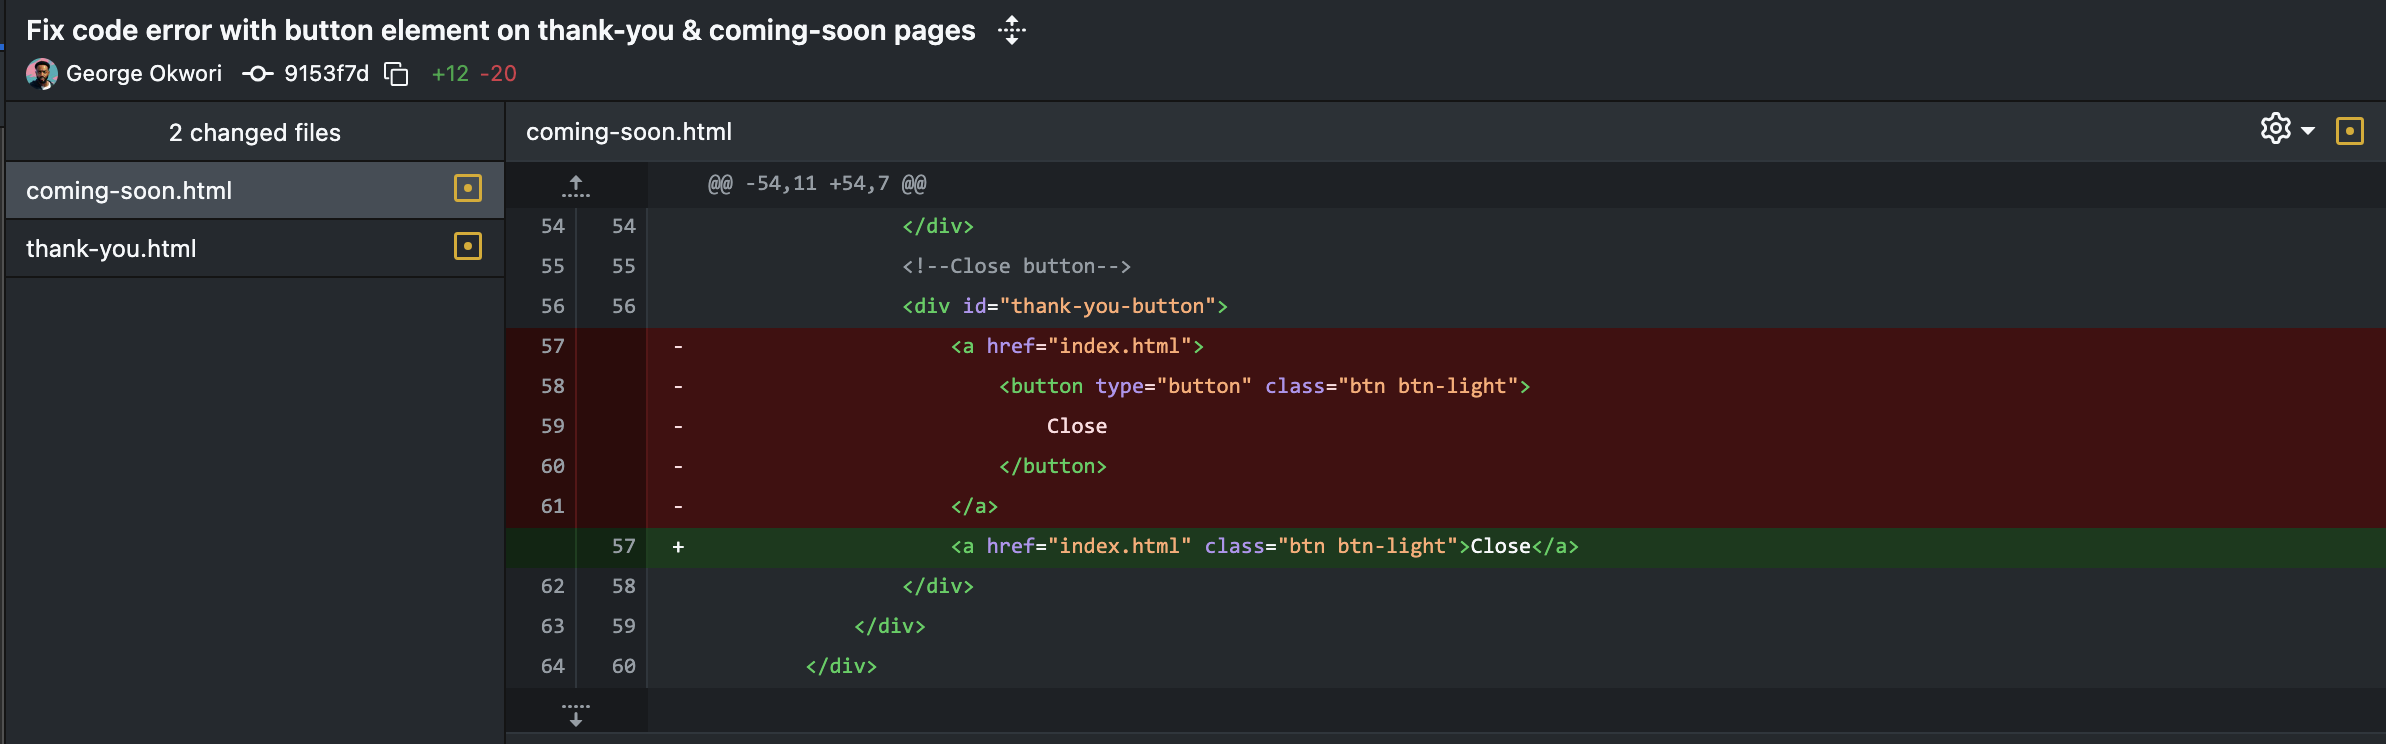 Fix code error with button element on thank-you & coming-soon pages
George Okwori 9153f7d +12 -20
2 changed files
coming-soon.html
thank-you.html
coming-soon.html
@@ -54,11 +54,7 @@
54 54 </div>
55 55 <!--Close button-->
56 56 <div id="thank-you-button">
57 - <a href="index.html">
58 - <button type="button" class="btn btn-light">
59 - Close
60 - </button>
61 - </a>
57 + <a href="index.html" class="btn btn-light">Close</a>
62 58 </div>
63 59 </div>
64 60 </div>